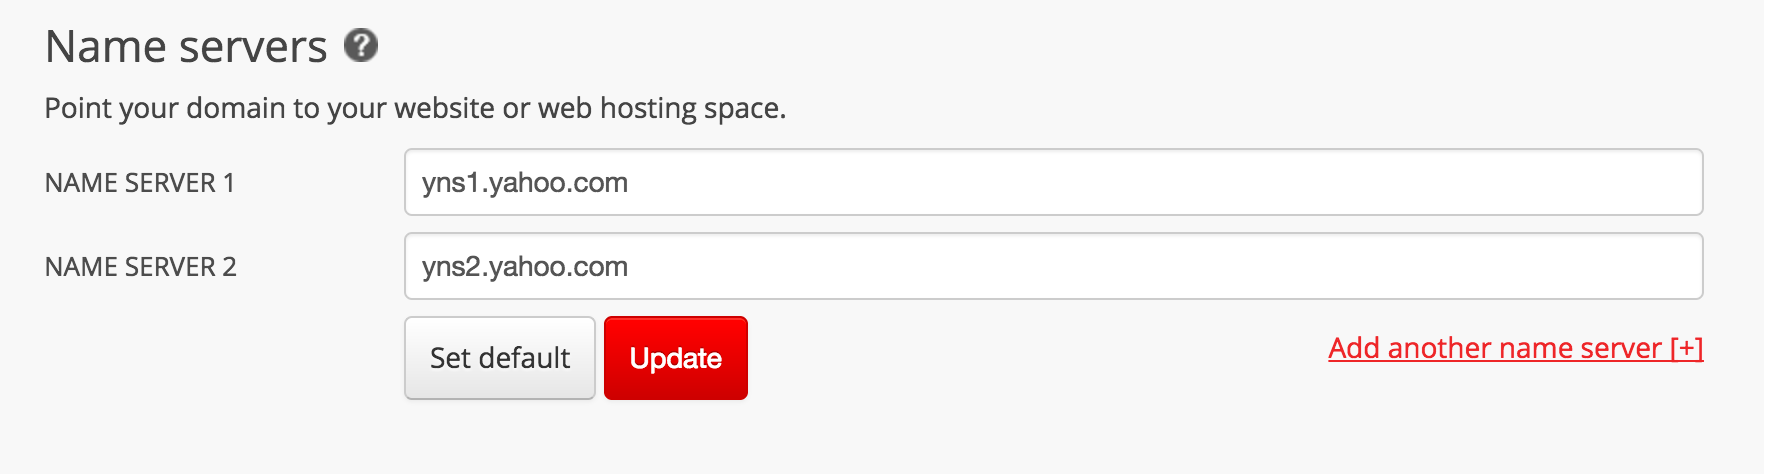 Name servers ?
Point your domain to your website or web hosting space.
NAME SERVER 1 yns1.yahoo.com
NAME SERVER 2 yns2.yahoo.com
Set default Update Add another name server [+]